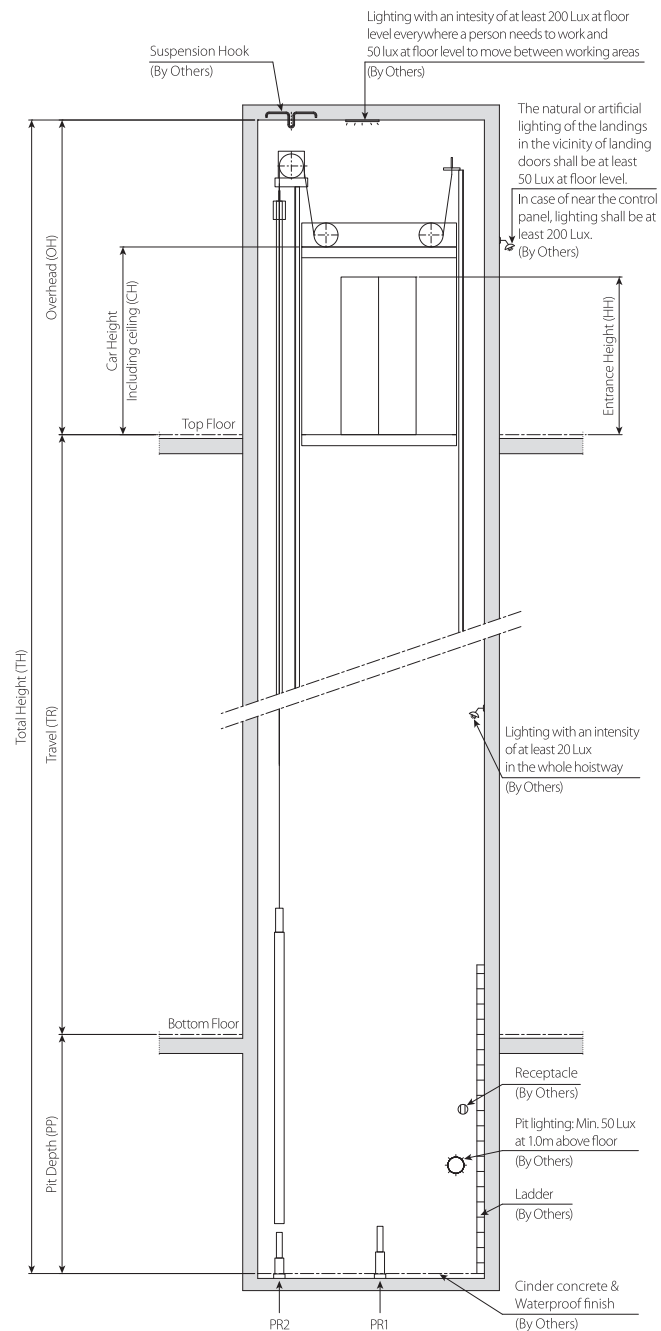 Lighting with an intesity of at least 200 Lux at floor
level everywhere a person needs to work and
50 lux at floor level to move between working areas
(By Others)
Suspension Hook
(By Others)
The natural or artificial
lighting of the landings
in the vicinity of landing
doors shall be at least
50 Lux at floor level.
In case of near the control
panel, lighting shall be at
least 200 Lux.
(By Others)
Overhead (OH)
Car Height
Including ceiling (CH)
Entrance Height (HH)
Top Floor
Total Height (TH)
Travel (TR)
Lighting with an intensity
of at least 20 Lux
in the whole hoistway
(By Others)
Bottom Floor
Pit Depth (PP)
Receptacle
(By Others)
Pit lighting: Min. 50 Lux
at 1.0m above floor
(By Others)
Ladder
(By Others)
Cinder concrete &
Waterproof finish
(By Others)
PR2
PR1